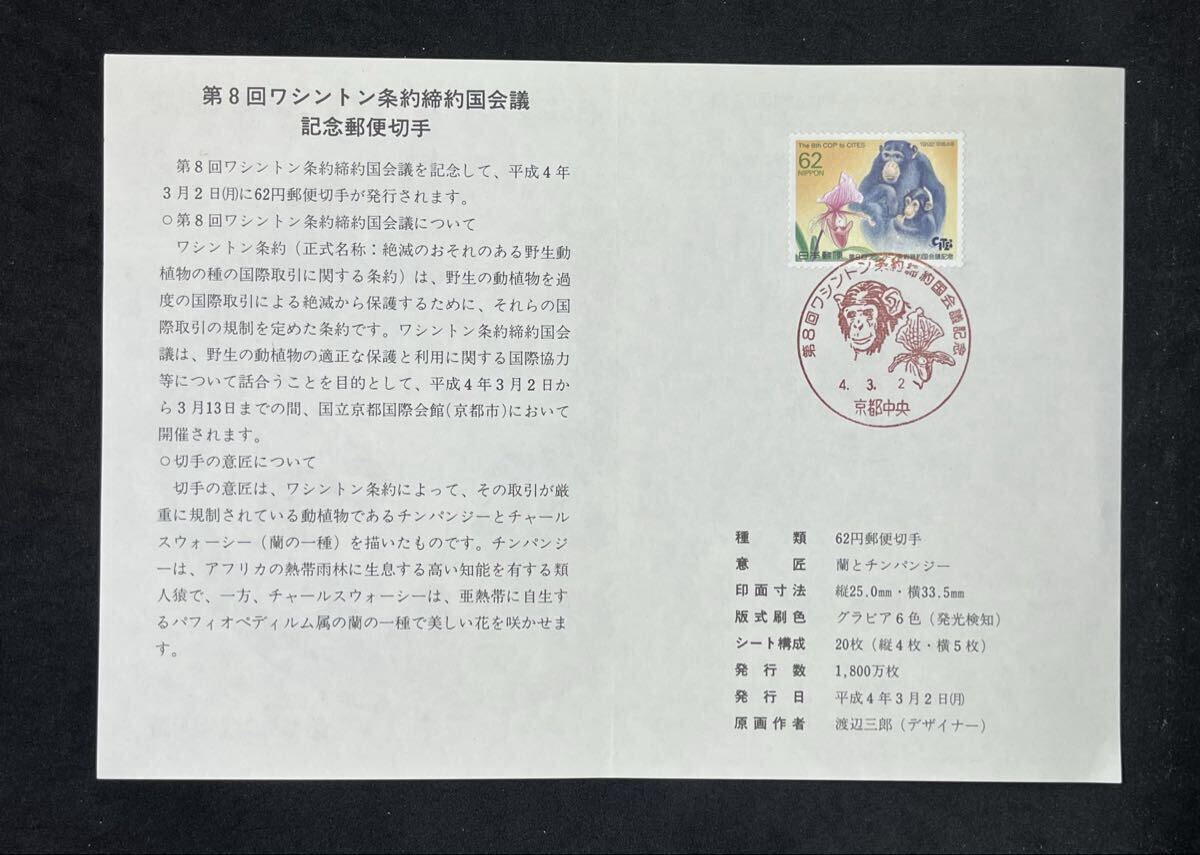 第8回ワシントン条約締約国会議
記念郵便切手
第8回ワシントン条約締約国会議を記念して、平成4年
3月2日(月)に62円郵便切手が発行されます。
○第8回ワシントン条約締約国会議について
ワシントン条約(正式名称:絶滅のおそれのある野生動
植物の種の国際取引に関する条約)は、野生の動植物を過
度の国際取引による絶滅から保護するために、それらの国
際取引の規制を定めた条約です。ワシントン条約締約国会
議は、野生の動植物の適正な保護と利用に関する国際協力
等について話合うことを目的として、平成4年3月2日か
ら3月13日までの間、国立京都国際会館(京都市)において
開催されます。
○切手の意匠について
切手の意匠は、ワシントン条約によって、その取引が厳
重に規制されている動植物であるチンパンジーとチャール
スウォーシー(蘭の一種)を描いたものです。チンパンジ
ーは、アフリカの熱帯雨林に生息する高い知能を有する類
人猿で、一方、チャールスウォーシーは、亜熱帯に自生す
るパフィオペディルム属の蘭の一種で美しい花を咲かせま
す。
The 8th COP to CITES
62
NIPPON
CITES
日本郵便
約国会議記念
第8回ワシントン条約締約国会議記念
4. 3. 2
京都中央
種類 62円郵便切手
意匠 蘭とチンパンジー
印面寸法 縦25.0mm・横33.5mm
版式刷色 グラビア6色(発光検知)
シート構成 20枚(縦4枚・横5枚)
発行数 1,800万枚
発行日 平成4年3月2日(月)
原画作者 渡辺三郎(デザイナー)